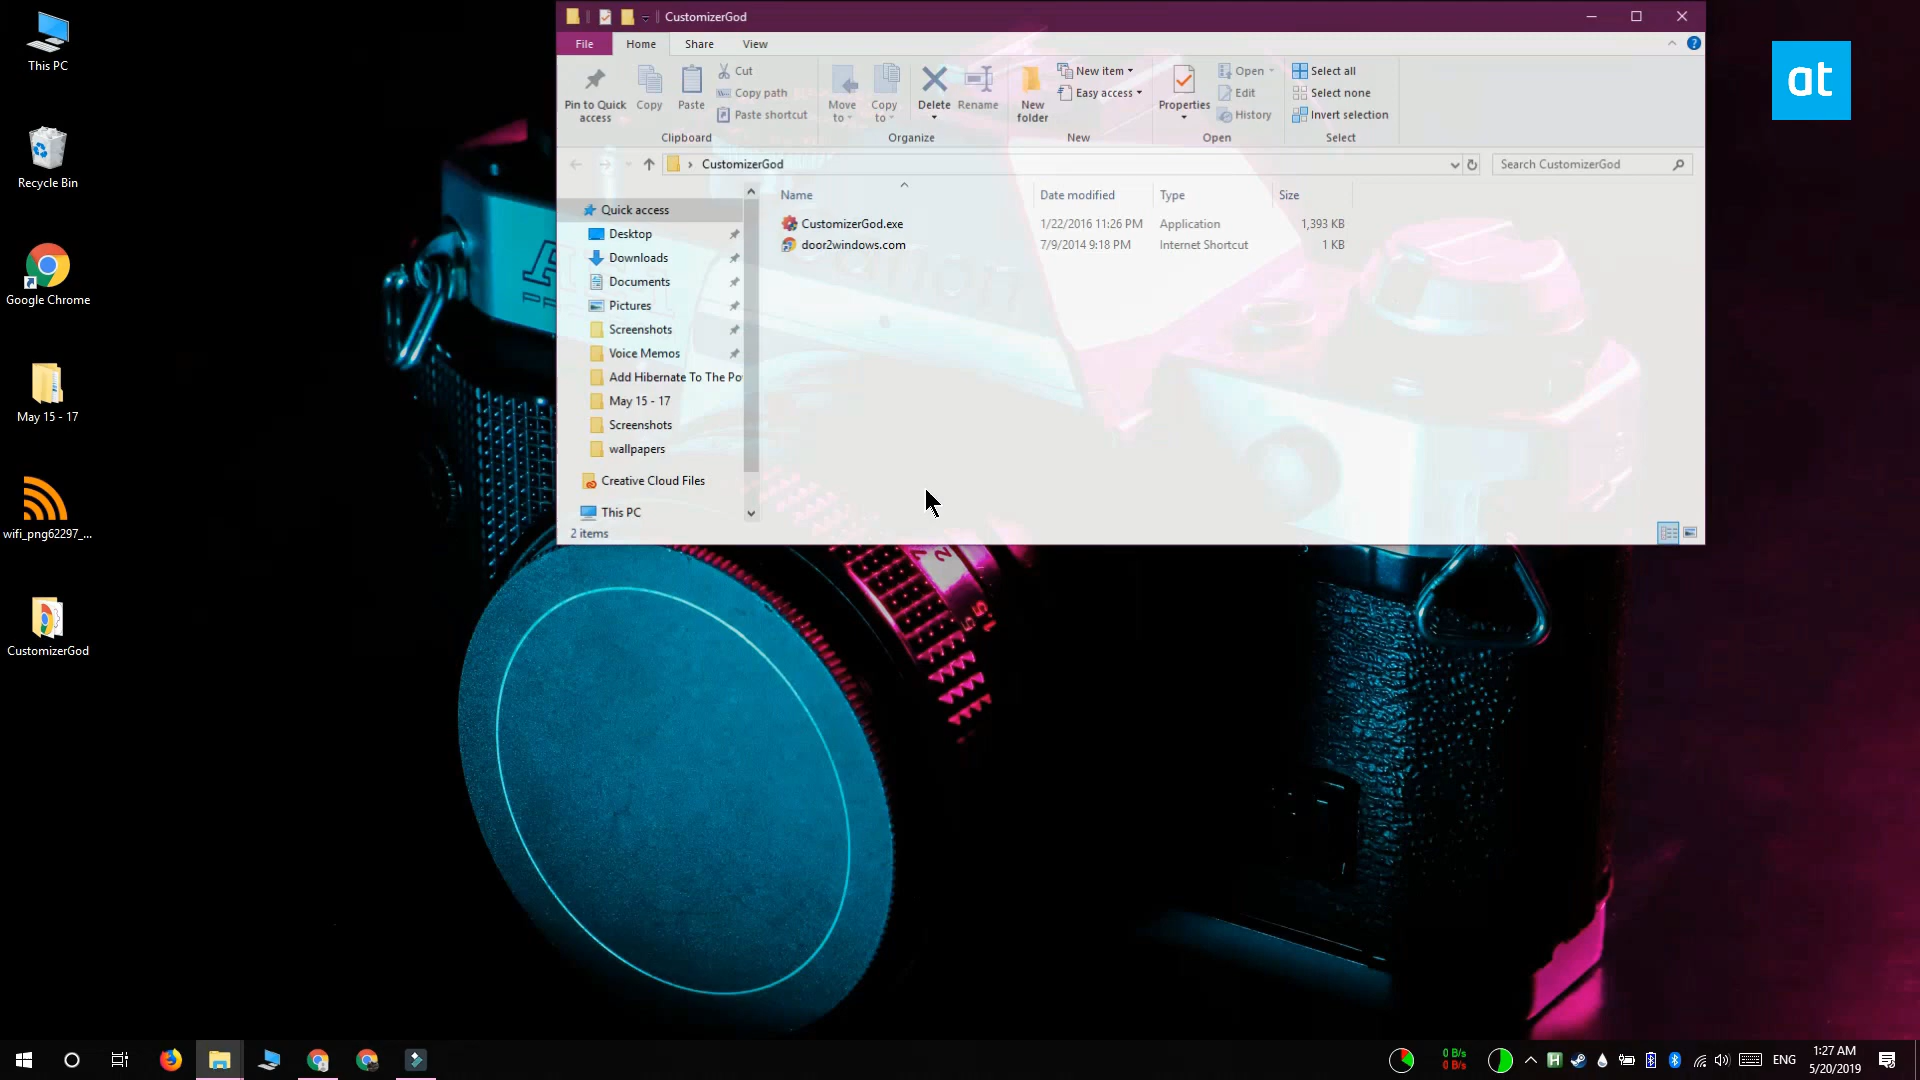 CustomizerGod
File
Home
Share
View
Pin to Quick access
Copy
Paste
Cut
Copy path
Paste shortcut
Clipboard
Move to
Copy to
Delete
Rename
Organize
New folder
New item
Easy access
New
Properties
Open
Edit
History
Open
Select all
Select none
Invert selection
Select
CustomizerGod
Search CustomizerGod
Name
Date modified
Type
Size
CustomizerGod.exe
1/22/2016 11:26 PM
Application
1,393 KB
door2windows.com
7/9/2014 9:18 PM
Internet Shortcut
1 KB
Quick access
Desktop
Downloads
Documents
Pictures
Screenshots
Voice Memos
Add Hibernate To The Po
May 15 - 17
Screenshots
wallpapers
Creative Cloud Files
This PC
2 items
This PC
Recycle Bin
Google Chrome
May 15 - 17
wifi_png62297_...
CustomizerGod
at
0 B/s
0 B/s
ENG
1:27 AM
5/20/2019